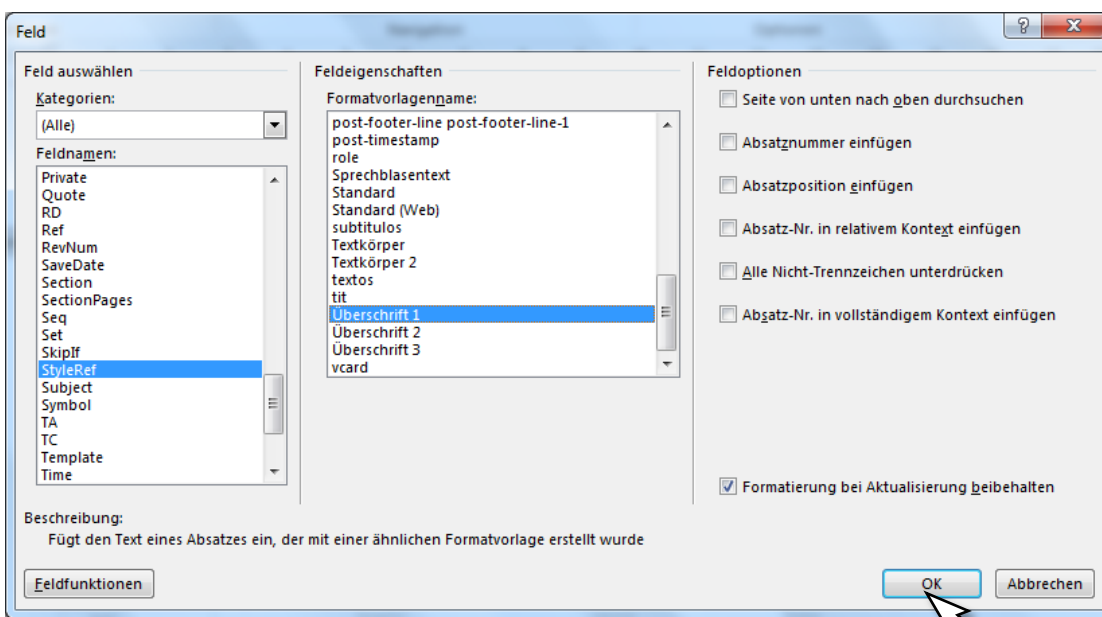 Feld
Feld auswählen
Kategorien:
(Alle)
Feldnamen:
Private
Quote
RD
Ref
RevNum
SaveDate
Section
SectionPages
Seq
Set
SkipIf
StyleRef
Subject
Symbol
TA
TC
Template
Time
Feldeigenschaften
Formatvorlagenname:
post-footer-line post-footer-line-1
post-timestamp
role
Sprechblasentext
Standard
Standard (Web)
subtitulos
Textkörper
Textkörper 2
textos
tit
Überschrift 1
Überschrift 2
Überschrift 3
vcard
Feldoptionen
Seite von unten nach oben durchsuchen
Absatznummer einfügen
Absatzposition einfügen
Absatz-Nr. in relativem Kontext einfügen
Alle Nicht-Trennzeichen unterdrücken
Absatz-Nr. in vollständigem Kontext einfügen
Formatierung bei Aktualisierung beibehalten
Beschreibung:
Fügt den Text eines Absatzes ein, der mit einer ähnlichen Formatvorlage erstellt wurde
Feldfunktionen
OK
Abbrechen